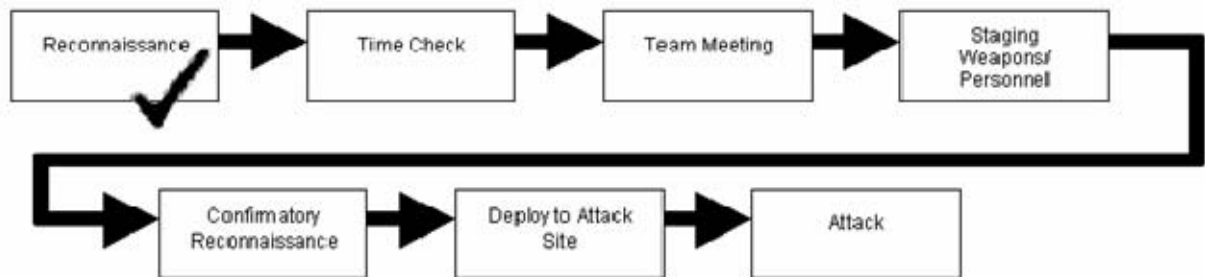 Reconnaissance
Time Check
Team Meeting
Staging
Weapons/
Personnell
Confirmatory
Reconnaissance
Deploy to Attack
Site
Attack